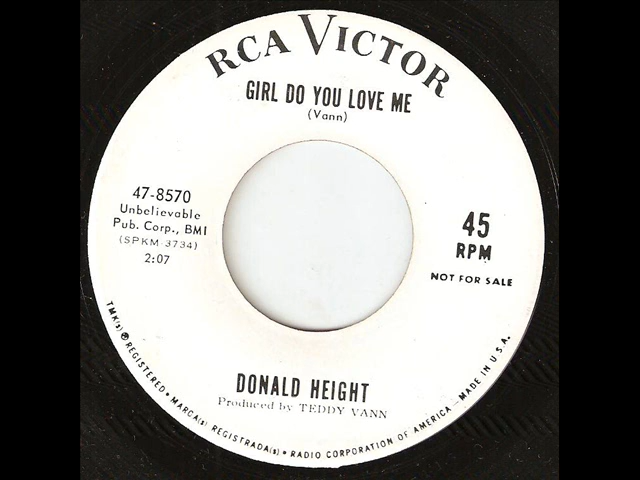 RCA VICTOR
GIRL DO YOU LOVE ME
(Vann)
47-8570
Unbelievable
Pub. Corp., BMI
(SPKM-3734)
2:07
45
RPM
NOT FOR SALE
DONALD HEIGHT
Produced by TEDDY VANN
TMK(s) ® REGISTERED • MARCA(s) REGISTRADA(s) • RADIO CORPORATION OF AMERICA - MADE IN U.S.A.